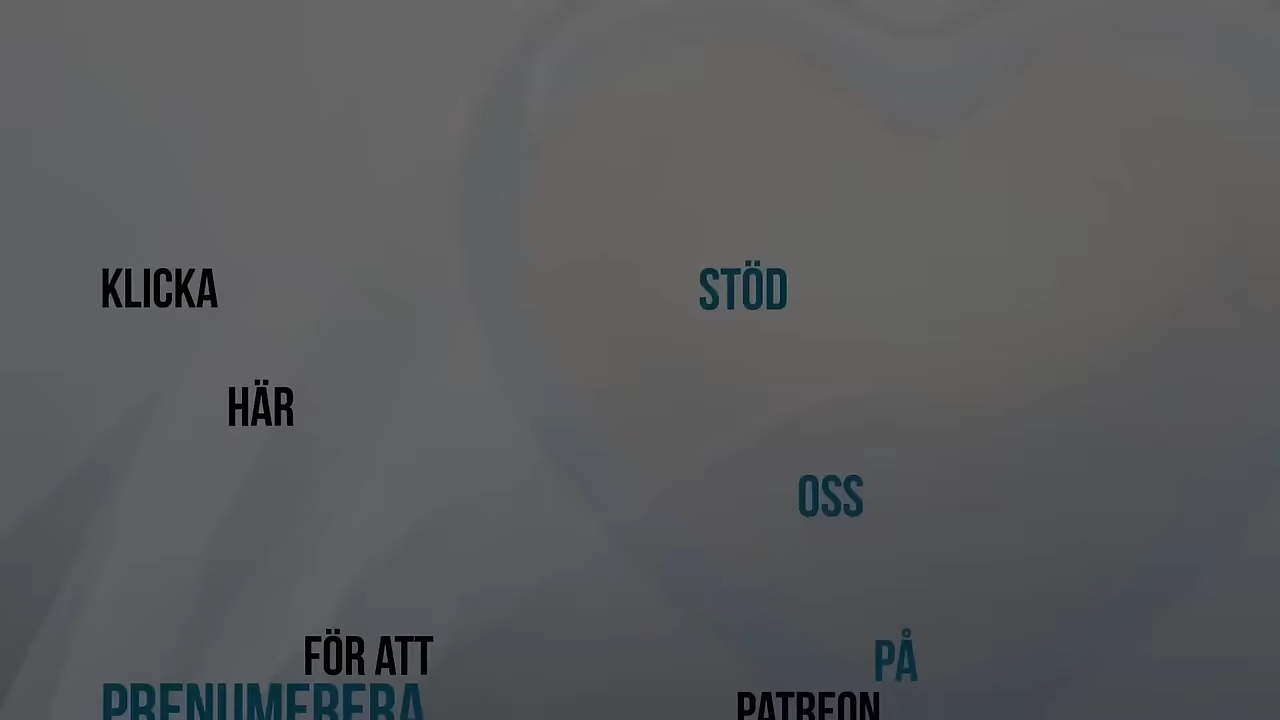 KLICKA
HÄR
FÖR ATT
PRENUMERERA
STÖD
OSS
PÅ
PATREON